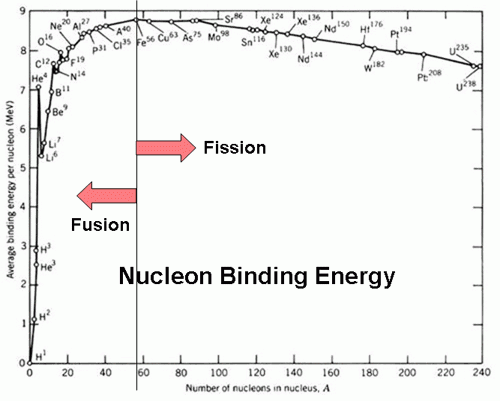 Average binding energy per nucleon (MeV)
9
8
7
6
5
4
3
2
1
0
H¹
H²
He³
H³
Li⁶
Li⁷
Be⁹
B¹¹
He⁴
C¹²
N¹⁴
O¹⁶
F¹⁹
Ne²⁰
Al²⁷
P³¹
Cl³⁵
A⁴⁰
Fe⁵⁶
Cu⁶³
As⁷⁵
Sr⁸⁶
Mo⁹⁸
Sn¹¹⁶
Xe¹²⁴
Xe¹³⁰
Xe¹³⁶
Nd¹⁴⁴
Nd¹⁵⁰
Hf¹⁷⁶
W¹⁸²
Pt¹⁹⁴
Pb²⁰⁸
U²³⁵
U²³⁸
Fission
Fusion
Nucleon Binding Energy
0 20 40 60 80 100 120 140 160 180 200 220 240
Number of nucleons in nucleus, A